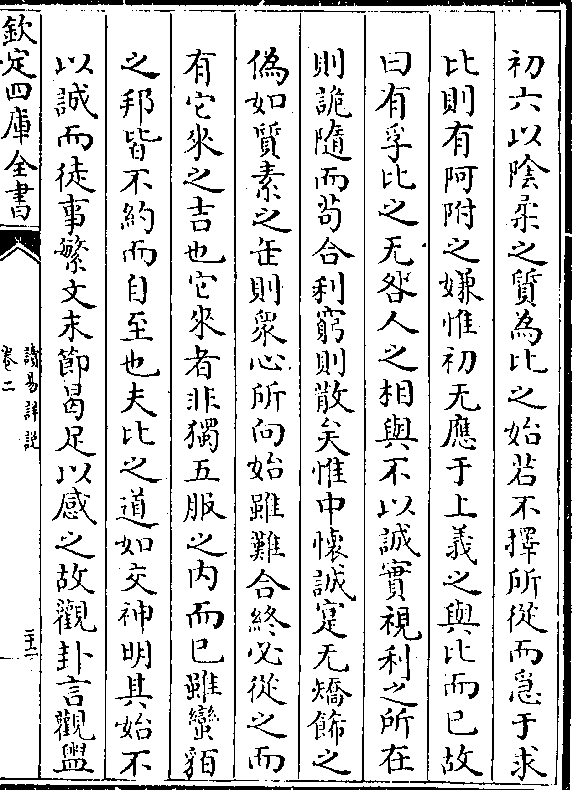 初六以陰柔之質為比之始若不擇所從而急于求
比則有阿附之嫌惟初无應于上義之與比而已故
曰有孚比之无咎人之相與不以誠實視利之所在
則詭隨而苟合利窮則散矣惟中懷誠寔无矯飾之
偽如質素之缶則衆心所向始雖難合終必從之而
有它來之吉也它來者非獨五服之内而已雖蠻貊
之邦皆不約而自至也夫比之道如交神明其始不
以誠而徒事繁文末節曷足以感之故觀卦言觀盥
欽定四庫全書
讀易詳說
卷二
二十二